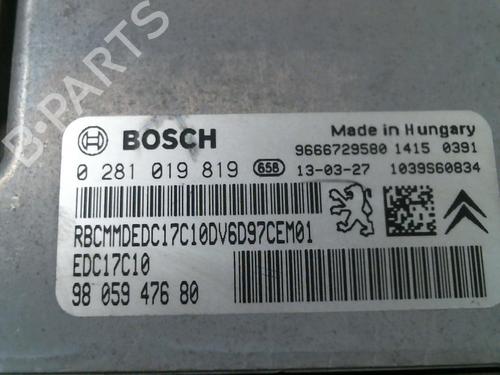 B-PARTS
BOSCH
Made in Hungary
9666729580 1415 0391
0 281 019 819 658 13-03-27 1039S60834
RBCMMDEDC17C10DV6D97CEM01
EDC17C10
98 059 476 80